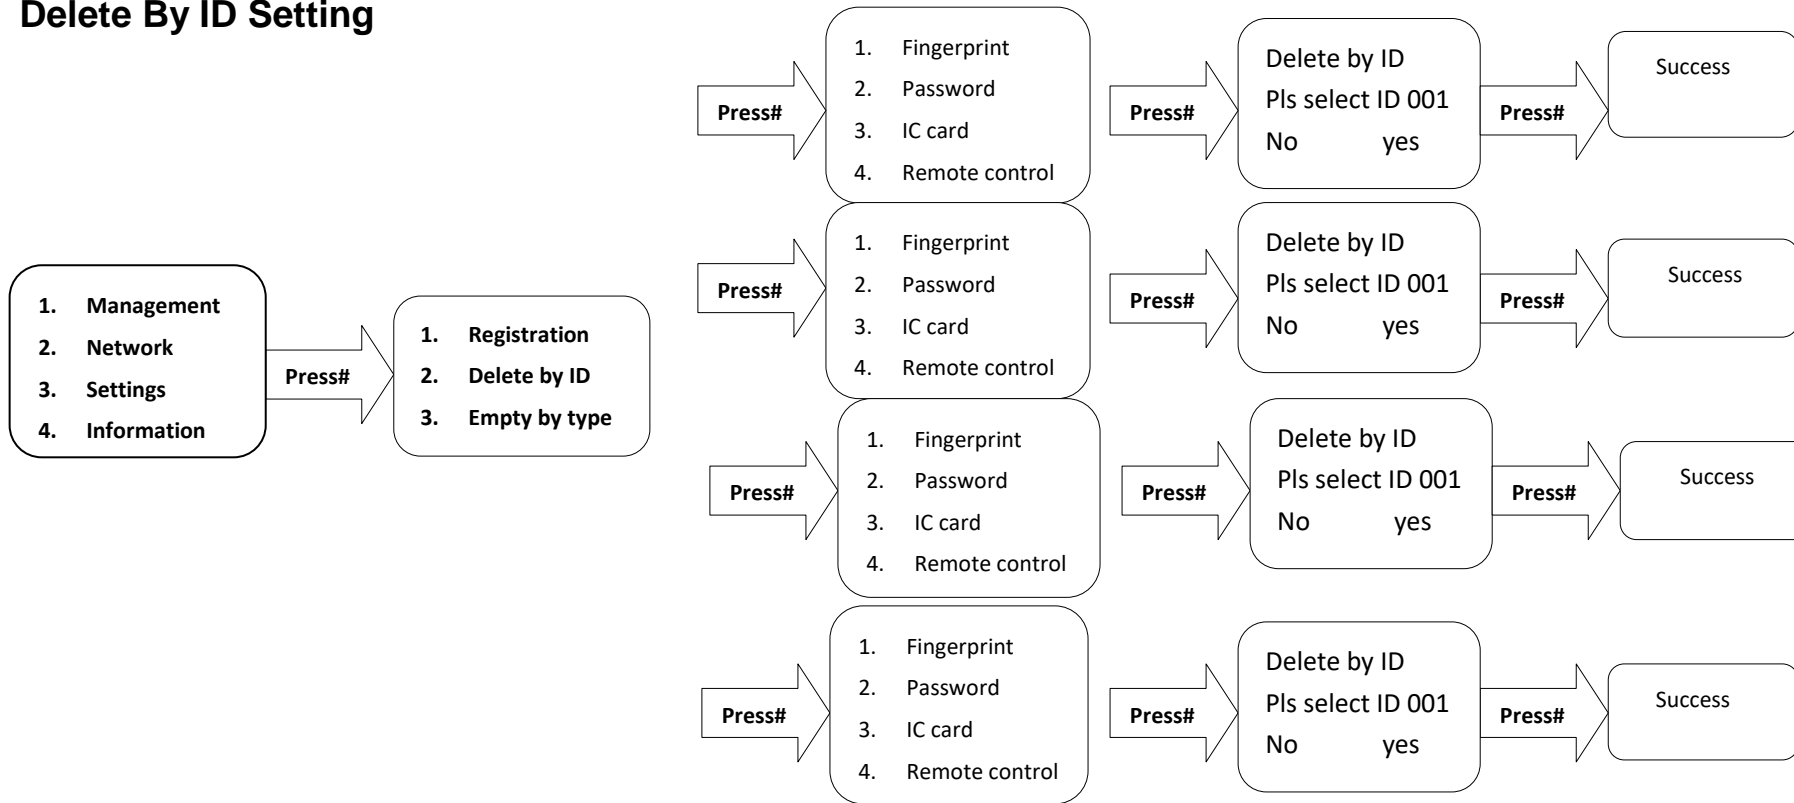 Delete By ID Setting
1. Management
2. Network
3. Settings
4. Information
Press#
1. Registration
2. Delete by ID
3. Empty by type
Press#
1. Fingerprint
2. Password
3. IC card
4. Remote control
Press#
Delete by ID
Pls select ID 001
No yes
Press#
Success
Press#
1. Fingerprint
2. Password
3. IC card
4. Remote control
Press#
Delete by ID
Pls select ID 001
No yes
Press#
Success
Press#
1. Fingerprint
2. Password
3. IC card
4. Remote control
Press#
Delete by ID
Pls select ID 001
No yes
Press#
Success
Press#
1. Fingerprint
2. Password
3. IC card
4. Remote control
Press#
Delete by ID
Pls select ID 001
No yes
Press#
Success